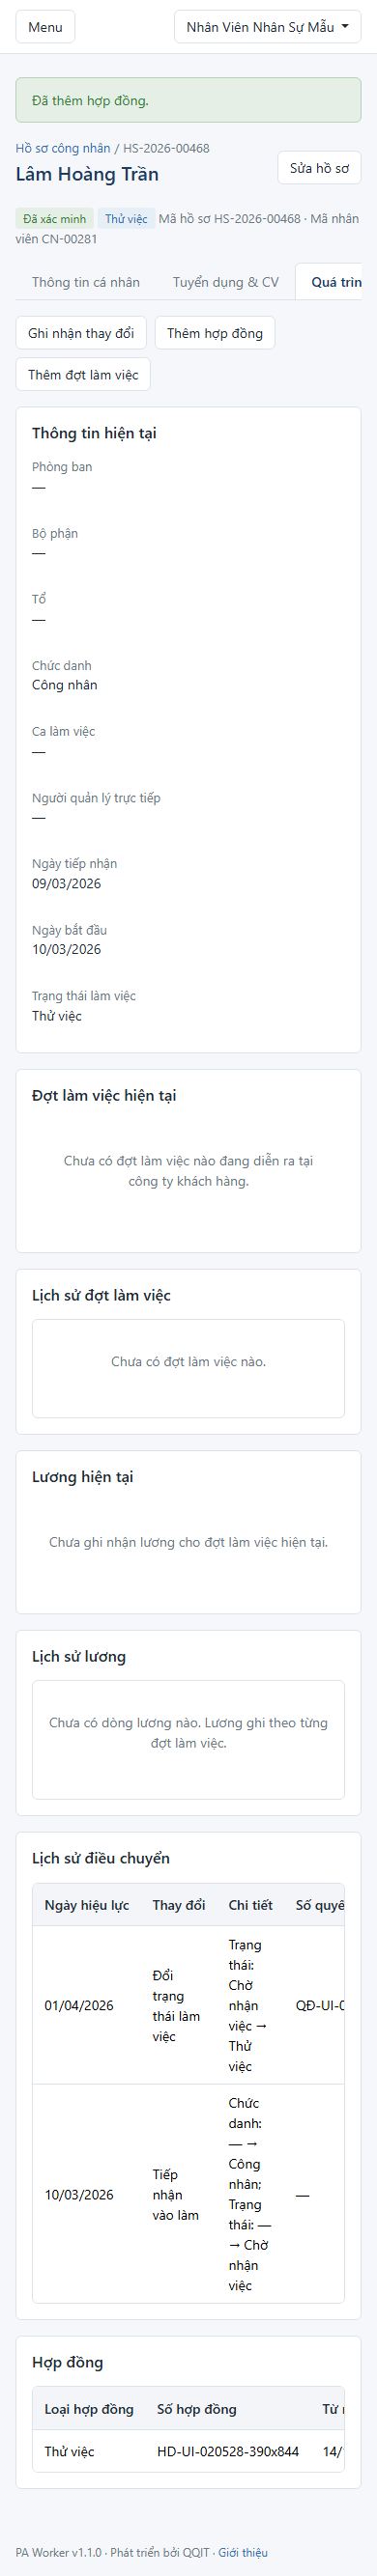 Menu
Nhân Viên Nhân Sự Mẫu
Đã thêm hợp đồng.
Hồ sơ công nhân / HS-2026-00468
Lâm Hoàng Trần
Sửa hồ sơ
Đã xác minh Thử việc Mã hồ sơ HS-2026-00468 · Mã nhân
viên CN-00281
Thông tin cá nhân Tuyển dụng & CV Quá trìn
Ghi nhận thay đổi Thêm hợp đồng
Thêm đợt làm việc
Thông tin hiện tại
Phòng ban
—
Bộ phận
—
Tổ
—
Chức danh
Công nhân
Ca làm việc
—
Người quản lý trực tiếp
—
Ngày tiếp nhận
09/03/2026
Ngày bắt đầu
10/03/2026
Trạng thái làm việc
Thử việc
Đợt làm việc hiện tại
Chưa có đợt làm việc nào đang diễn ra tại
công ty khách hàng.
Lịch sử đợt làm việc
Chưa có đợt làm việc nào.
Lương hiện tại
Chưa ghi nhận lương cho đợt làm việc hiện tại.
Lịch sử lương
Chưa có dòng lương nào. Lương ghi theo từng
đợt làm việc.
Lịch sử điều chuyển
Ngày hiệu lực Thay đổi Chi tiết Số quyế
01/04/2026
Đổi
trạng
thái làm
việc
Trạng
thái:
Chờ
nhận
việc →
Thử
việc
QĐ-UI-0
10/03/2026
Tiếp
nhận
vào làm
Chức
danh:
— →
Công
nhân;
Trạng
thái: —
→ Chờ
nhận
việc
—
Hợp đồng
Loại hợp đồng Số hợp đồng Từ
Thử việc HD-UI-020528-390x844 14/
PA Worker v1.1.0 · Phát triển bởi QQIT · Giới thiệu